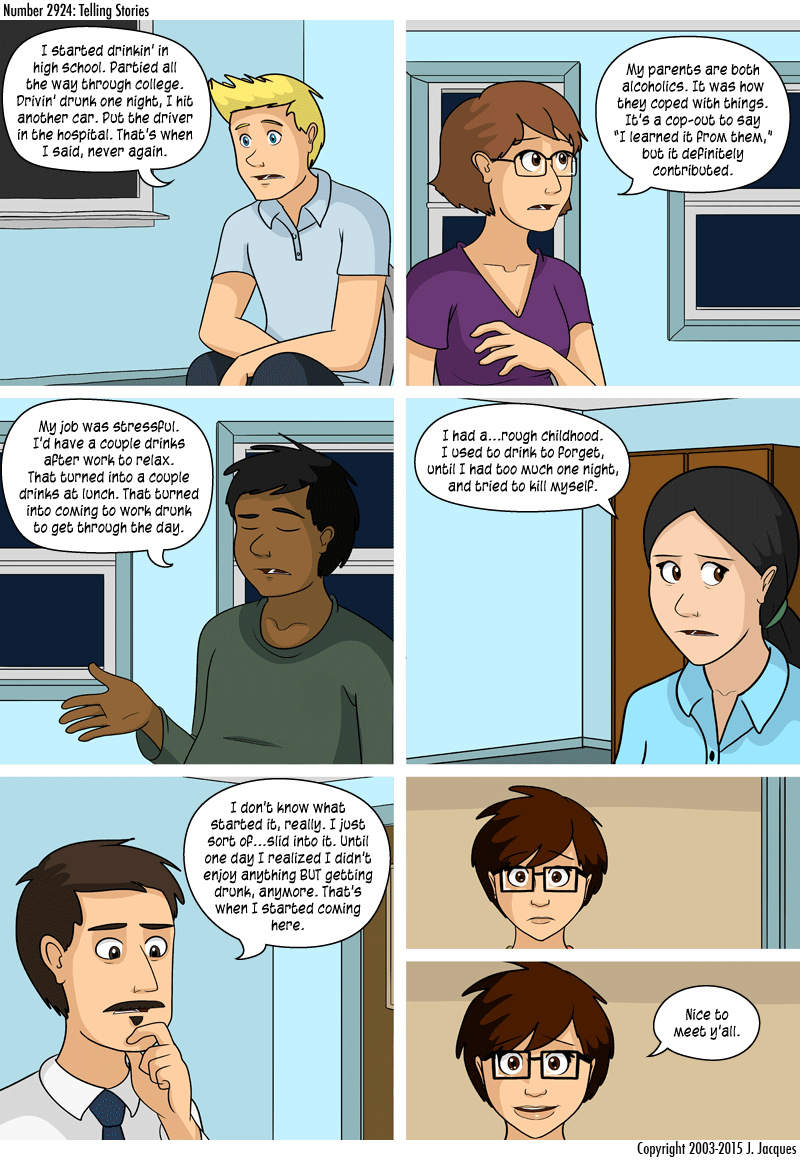 Number 2924: Telling Stories
I started drinkin' in
high school. Partied all
the way through college.
Drivin' drunk one night, I hit
another car. Put the driver
in the hospital. That's when
I said, never again.
My parents are both
alcoholics. It was how
they coped with things.
It's a cop-out to say
"I learned it from them,"
but it definitely
contributed.
My job was stressful.
I'd have a couple drinks
after work to relax.
That turned into a couple
drinks at lunch. That turned
into coming to work drunk
to get through the day.
I had a...rough childhood.
I used to drink to forget,
until I had too much one night,
and tried to kill myself.
I don't know what
started it, really. I just
sort of...slid into it. Until
one day I realized I didn't
enjoy anything BUT getting
drunk, anymore. That's
when I started coming
here.
Nice to
meet y'all.
Copyright 2003-2015 J. Jacques